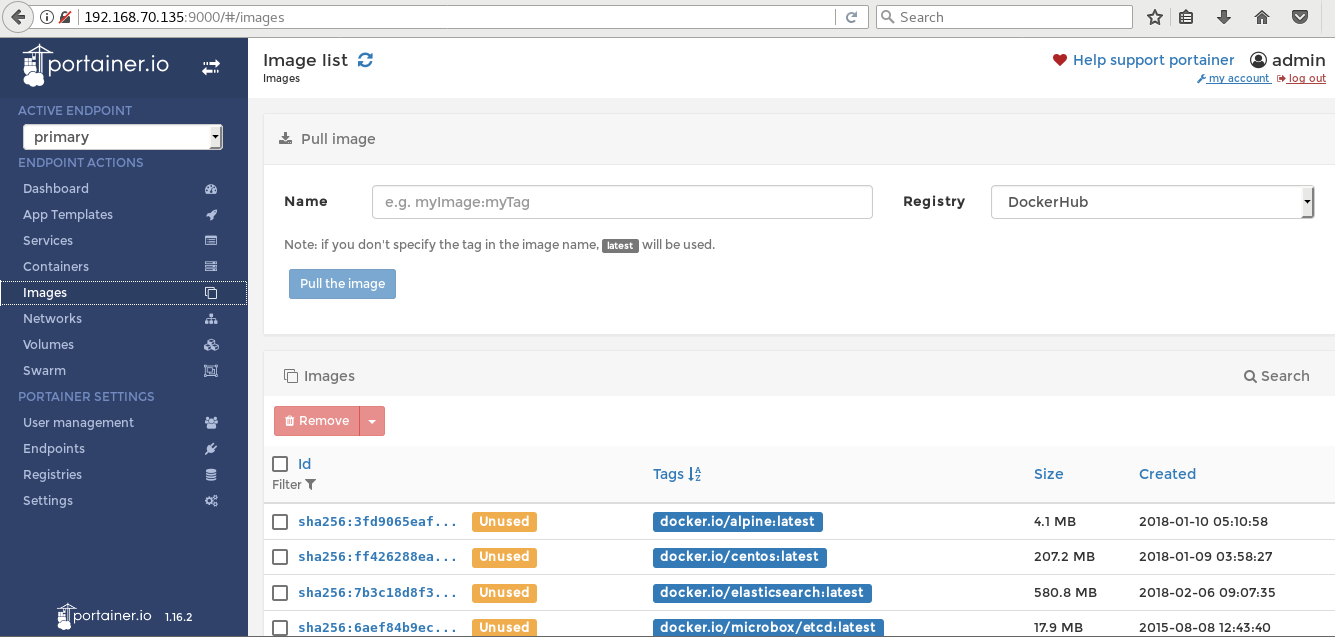 192.168.70.135:9000/#/images
Search
portainer.io
Image list
Images
Help support portainer
admin
my account
log out
ACTIVE ENDPOINT
primary
ENDPOINT ACTIONS
Dashboard
App Templates
Services
Containers
Images
Networks
Volumes
Swarm
PORTAINER SETTINGS
User management
Endpoints
Registries
Settings
portainer.io 1.16.2
Pull image
Name
e.g. myImage:myTag
Registry
DockerHub
Note: if you don't specify the tag in the image name, latest will be used.
Pull the image
Images
Search
Remove
Id
Filter
Tags
Size
Created
sha256:3fd9065eaf... Unused docker.io/alpine:latest 4.1 MB 2018-01-10 05:10:58
sha256:ff426288ea... Unused docker.io/centos:latest 207.2 MB 2018-01-09 03:58:27
sha256:7b3c18d8f3... Unused docker.io/elasticsearch:latest 580.8 MB 2018-02-06 09:07:35
sha256:6aef84b9ec... Unused docker.io/microbox/etcd:latest 17.9 MB 2015-08-08 12:43:40